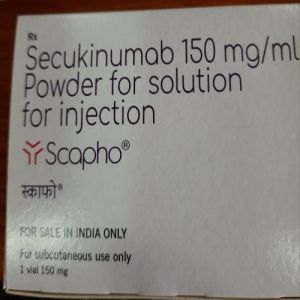 Rx
Secukinumab 150 mg/ml
Powder for solution
for injection
Scapho®
स्काफो®
FOR SALE IN INDIA ONLY
For subcutaneous use only
1 vial 150 mg